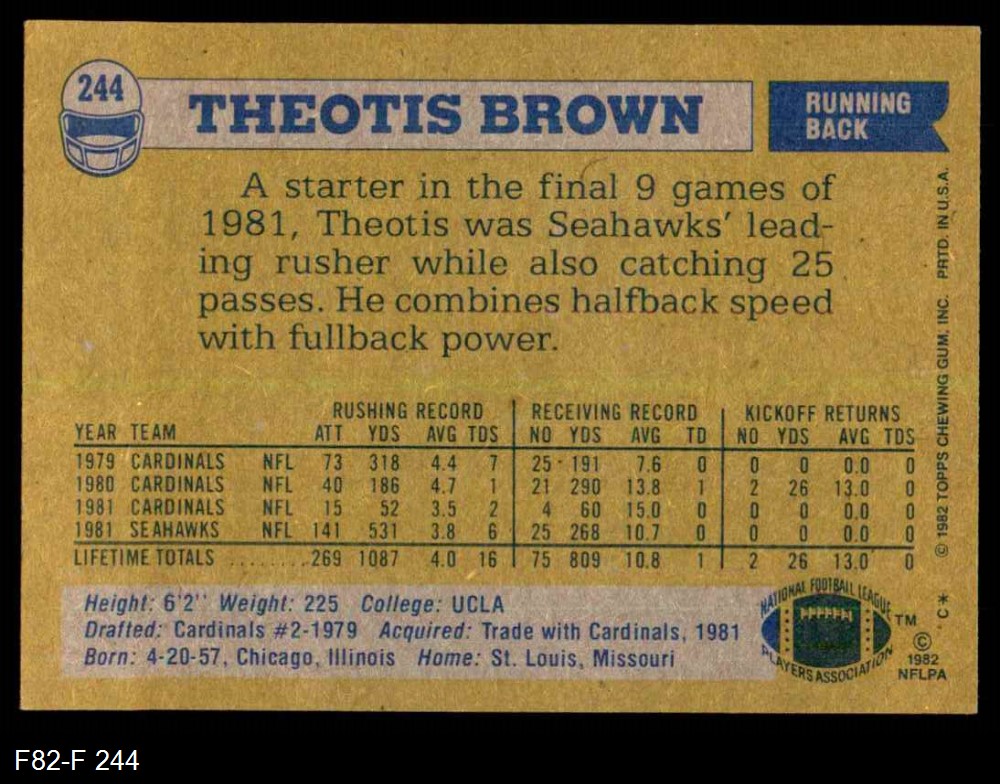 244
THEOTIS BROWN
RUNNING
BACK
A starter in the final 9 games of
1981, Theotis was Seahawks' lead-
ing rusher while also catching 25
passes. He combines halfback speed
with fullback power.
RUSHING RECORD RECEIVING RECORD KICKOFF RETURNS
YEAR TEAM ATT YDS AVG TDS NO YDS AVG TD NO YDS AVG TDS
1979 CARDINALS NFL 73 318 4.4 7 25 191 7.6 0 0 0 0.0 0
1980 CARDINALS NFL 40 186 4.7 1 21 290 13.8 1 2 26 13.0 0
1981 CARDINALS NFL 15 52 3.5 2 4 60 15.0 0 0 0 0.0 0
1981 SEAHAWKS NFL 141 531 3.8 6 25 268 10.7 0 0 0 0.0 0
LIFETIME TOTALS ......... 269 1087 4.0 16 75 809 10.8 1 2 26 13.0 0
Height: 6'2" Weight: 225 College: UCLA
Drafted: Cardinals #2-1979 Acquired: Trade with Cardinals, 1981
Born: 4-20-57, Chicago, Illinois Home: St. Louis, Missouri
NATIONAL FOOTBALL LEAGUE
PLAYERS ASSOCIATION
TM
©
1982
NFLPA
C* © 1982 TOPPS CHEWING GUM, INC. PRTD. IN U.S.A.
F82-F 244